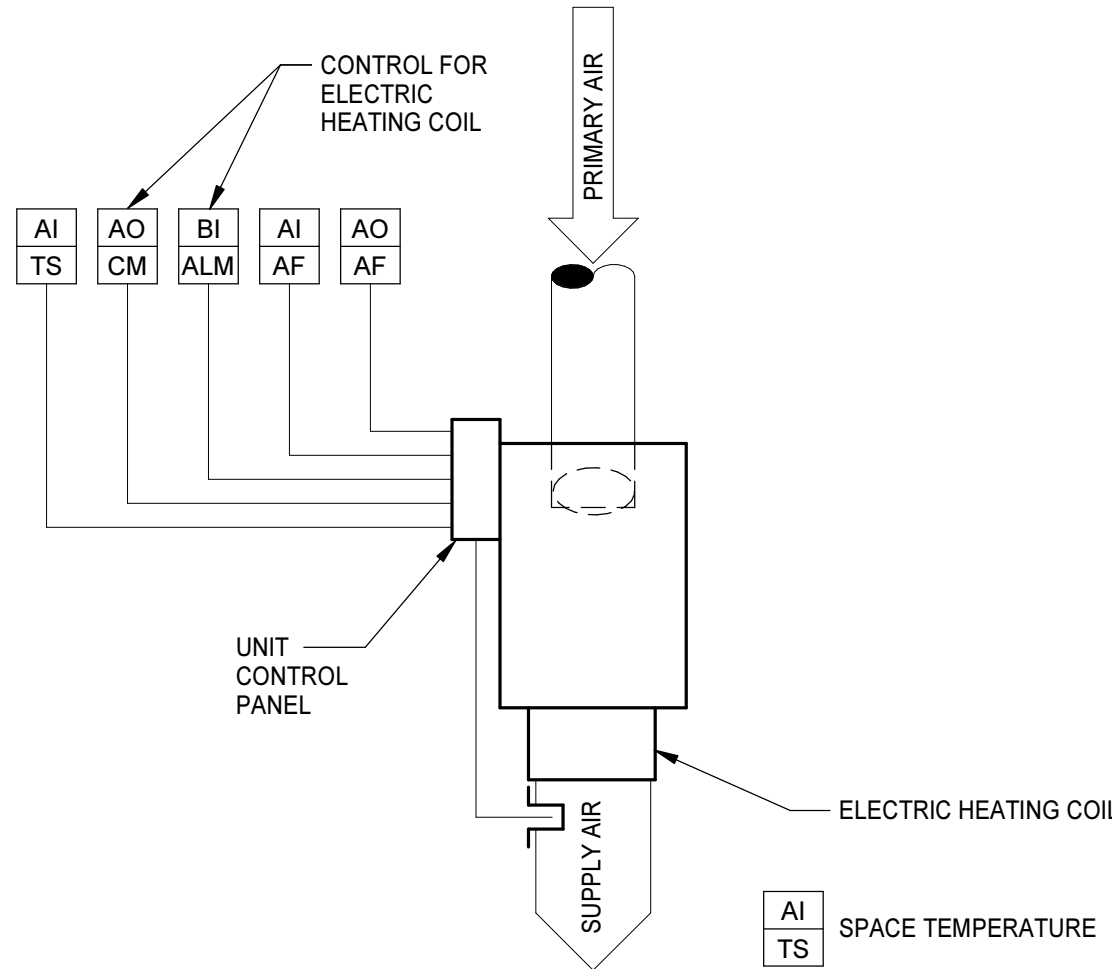 CONTROL FOR
ELECTRIC
HEATING COIL
PRIMARY AIR
AI
TS
AO
CM
BI
ALM
AI
AF
AO
AF
UNIT
CONTROL
PANEL
ELECTRIC HEATING COIL
SUPPLY AIR
AI
TS
SPACE TEMPERATURE